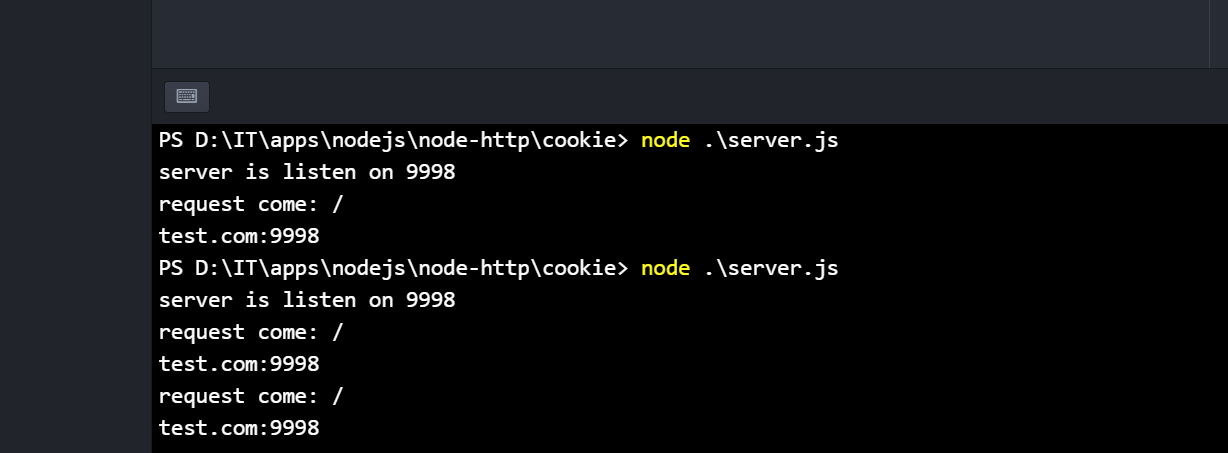 PS D:\IT\apps\nodejs\node-http\cookie> node .\server.js
server is listen on 9998
request come: /
test.com:9998
PS D:\IT\apps\nodejs\node-http\cookie> node .\server.js
server is listen on 9998
request come: /
test.com:9998
request come: /
test.com:9998